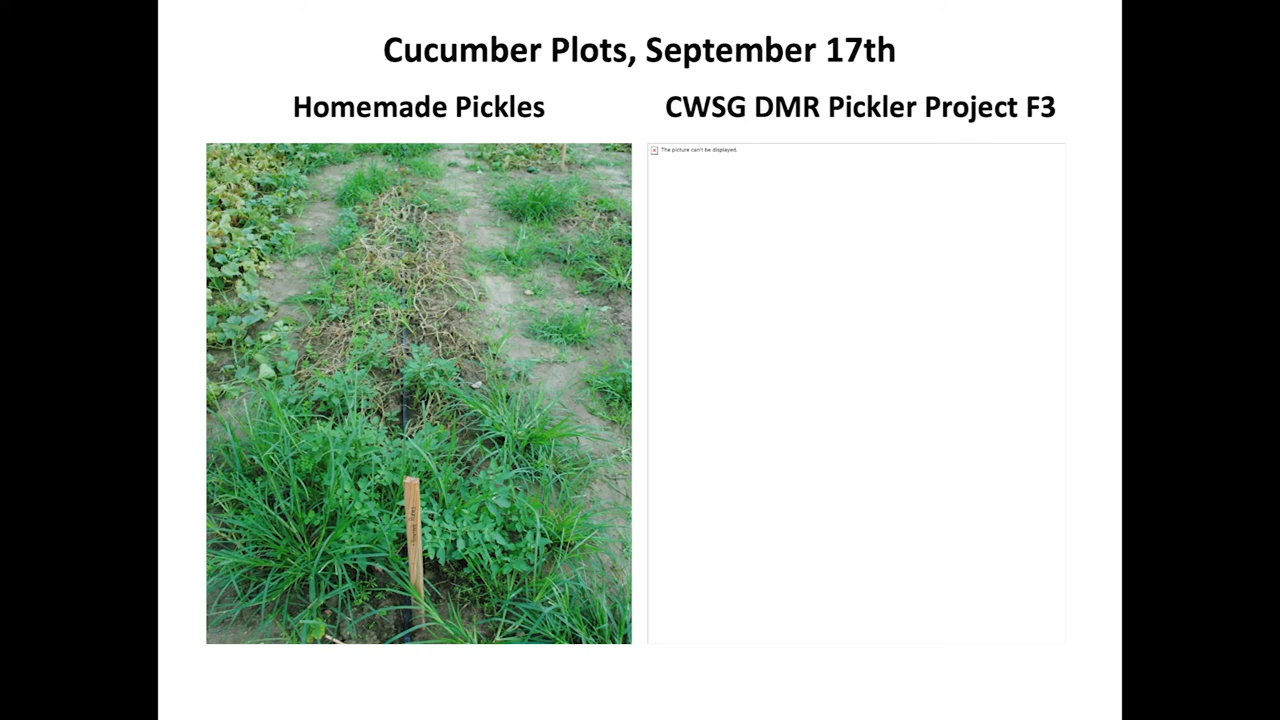 Cucumber Plots, September 17th
Homemade Pickles
CWSG DMR Pickler Project F3
The picture can't be displayed.